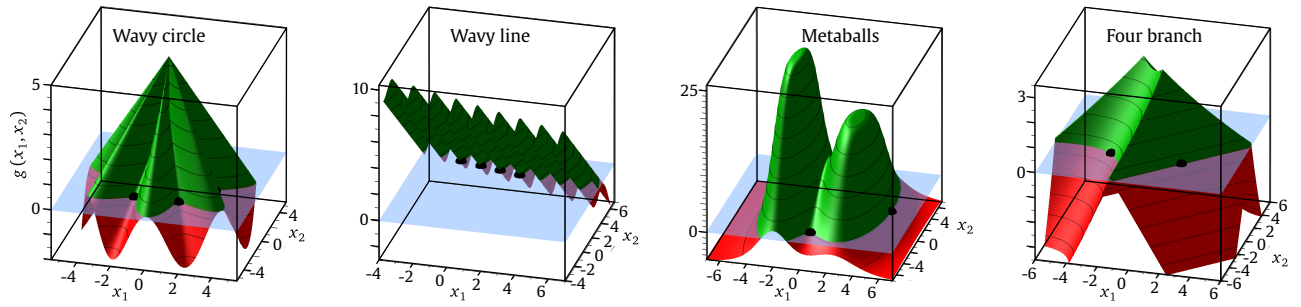 Wavy circle
g (x1, x2)
5
0
-4 -2 0 2 4
x1
-4 0 4
x2
Wavy line
10
0
-2 0 2 4 6
x1
-4 -2 0 2 4 6
x2
Metaballs
25
0
-6 -4 -2 0 2 4 6
x1
-4 0 4
x2
Four branch
3
0
-6 -4 -2 0 2 4 6
x1
-6 -4 -2 0 2 4 6
x2